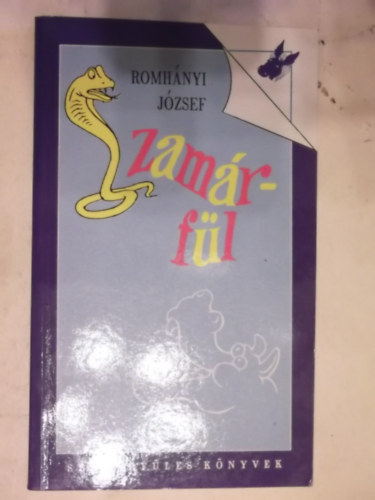 ROMHÁNYI
JÓZSEF
Szamár-
fül
KÖNYVEK